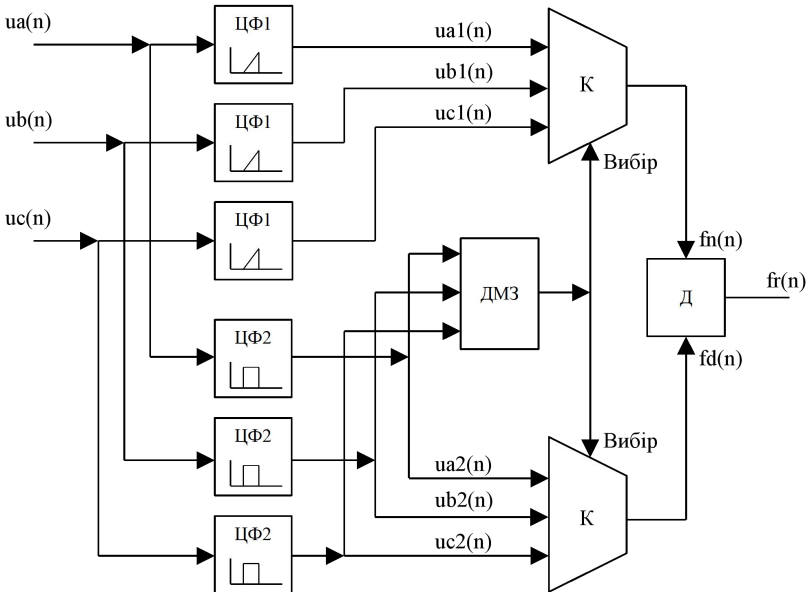 ua(n)
ЦФ1
ua1(n)
ub1(n)
К
ub(n)
ЦФ1
uc1(n)
Вибір
uc(n)
ЦФ1
fn(n)
ДМЗ
Д
fr(n)
ЦФ2
fd(n)
ЦФ2
Вибір
ua2(n)
ub2(n)
К
ЦФ2
uc2(n)